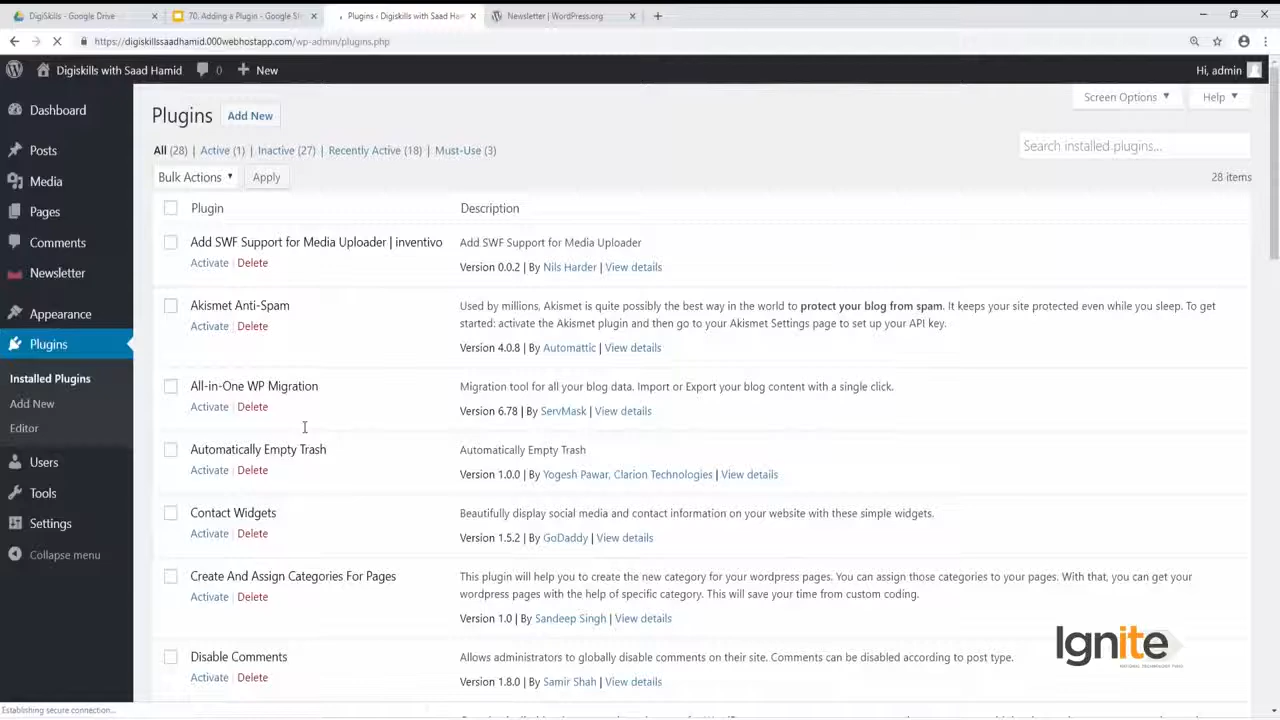 DigiSkills - Google Drive
70. Adding a Plugin - Google Sl
Plugins ‹ Digiskills with Saad Ham
Newsletter | WordPress.org
https://digiskillssaadhamid.000webhostapp.com/wp-admin/plugins.php
Digiskills with Saad Hamid
0
New
Hi, admin
Dashboard
Posts
Media
Pages
Comments
Newsletter
Appearance
Plugins
Installed Plugins
Add New
Editor
Users
Tools
Settings
Collapse menu
Screen Options
Help
Plugins
Add New
All (28) | Active (1) | Inactive (27) | Recently Active (18) | Must-Use (3)
Search installed plugins...
Bulk Actions
Apply
28 items
Plugin
Description
Add SWF Support for Media Uploader | inventivo
Activate | Delete
Add SWF Support for Media Uploader
Version 0.0.2 | By Nils Harder | View details
Akismet Anti-Spam
Activate | Delete
Used by millions, Akismet is quite possibly the best way in the world to protect your blog from spam. It keeps your site protected even while you sleep. To get
started: activate the Akismet plugin and then go to your Akismet Settings page to set up your API key.
Version 4.0.8 | By Automattic | View details
All-in-One WP Migration
Activate | Delete
Migration tool for all your blog data. Import or Export your blog content with a single click.
Version 6.78 | By ServMask | View details
Automatically Empty Trash
Activate | Delete
Automatically Empty Trash
Version 1.0.0 | By Yogesh Pawar, Clarion Technologies | View details
Contact Widgets
Activate | Delete
Beautifully display social media and contact information on your website with these simple widgets.
Version 1.5.2 | By GoDaddy | View details
Create And Assign Categories For Pages
Activate | Delete
This plugin will help you to create the new category for your wordpress pages. You can assign those categories to your pages. With that, you can get your
wordpress pages with the help of specific category. This will save your time from custom coding.
Version 1.0 | By Sandeep Singh | View details
Disable Comments
Activate | Delete
Allows administrators to globally disable comments on their site. Comments can be disabled according to post type.
Version 1.8.0 | By Samir Shah | View details
Ignite
NATIONAL TECHNOLOGY FUND
Establishing secure connection...